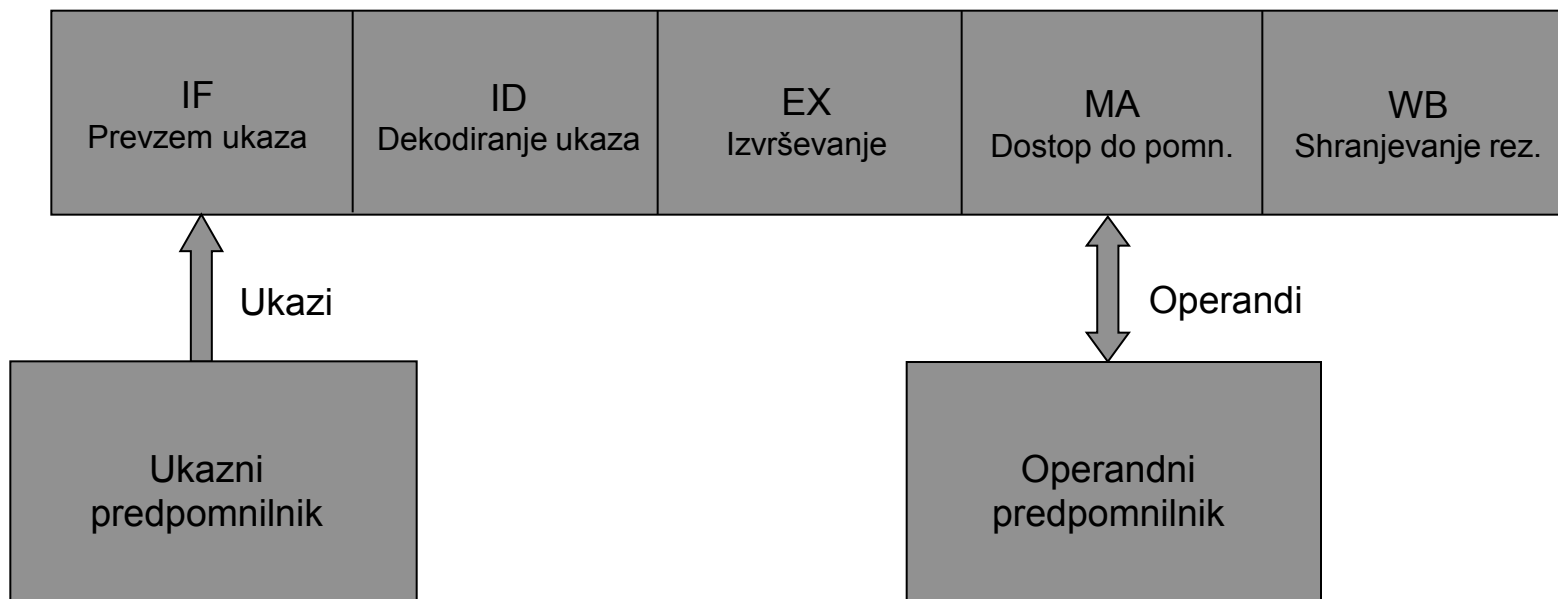 IF
Prevzem ukaza
ID
Dekodiranje ukaza
EX
Izvrševanje
MA
Dostop do pomn.
WB
Shranjevanje rez.
Ukazi
Operandi
Ukazni
predpomnilnik
Operandni
predpomnilnik